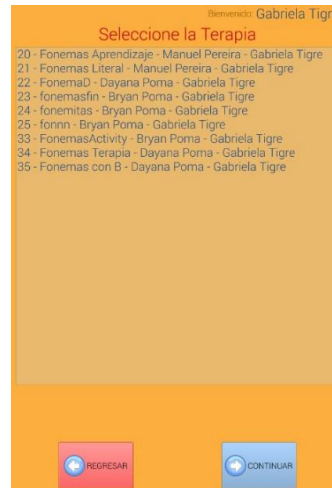 Bienvenido: Gabriela Tigr
Seleccione la Terapia
20 - Fonemas Aprendizaje - Manuel Pereira - Gabriela Tigre
21 - Fonemas Literal - Manuel Pereira - Gabriela Tigre
22 - FonemaD - Dayana Poma - Gabriela Tigre
23 - fonemasfin - Bryan Poma - Gabriela Tigre
24 - fonemitas - Bryan Poma - Gabriela Tigre
25 - fonnn - Bryan Poma - Gabriela Tigre
33 - FonemasActivity - Bryan Poma - Gabriela Tigre
34 - Fonemas Terapia - Dayana Poma - Gabriela Tigre
35 - Fonemas con B - Dayana Poma - Gabriela Tigre
REGRESAR
CONTINUAR